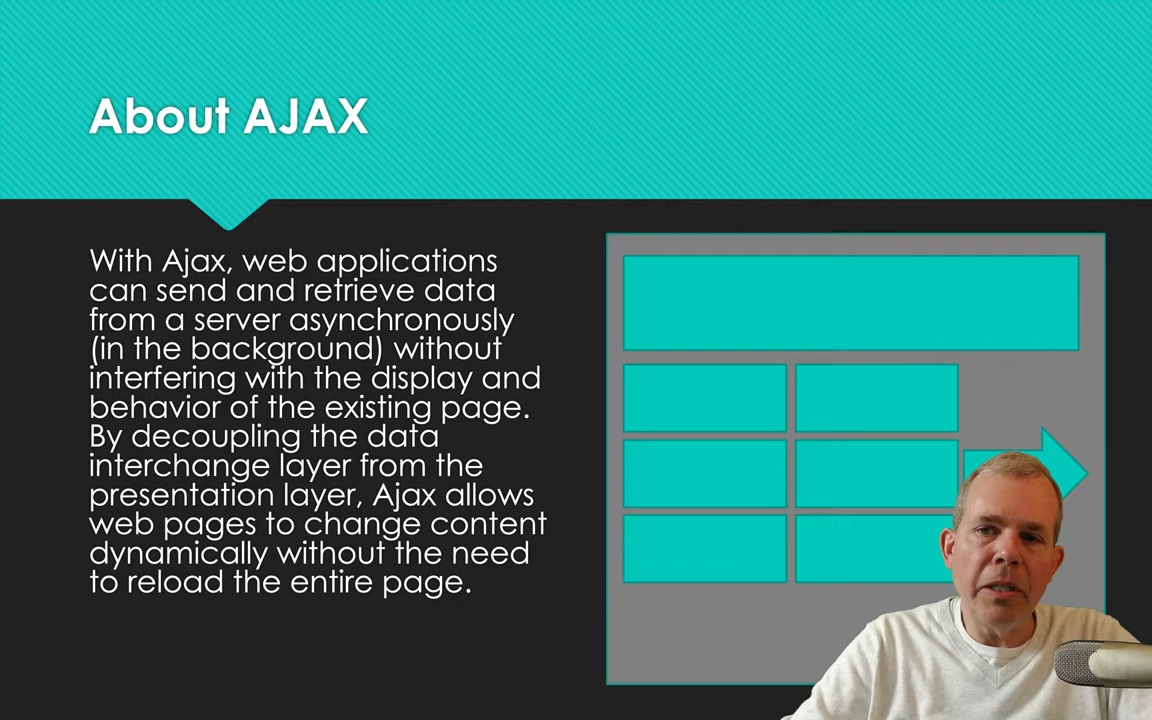 About AJAX
With Ajax, web applications
can send and retrieve data
from a server asynchronously
(in the background) without
interfering with the display and
behavior of the existing page.
By decoupling the data
interchange layer from the
presentation layer, Ajax allows
web pages to change content
dynamically without the need
to reload the entire page.